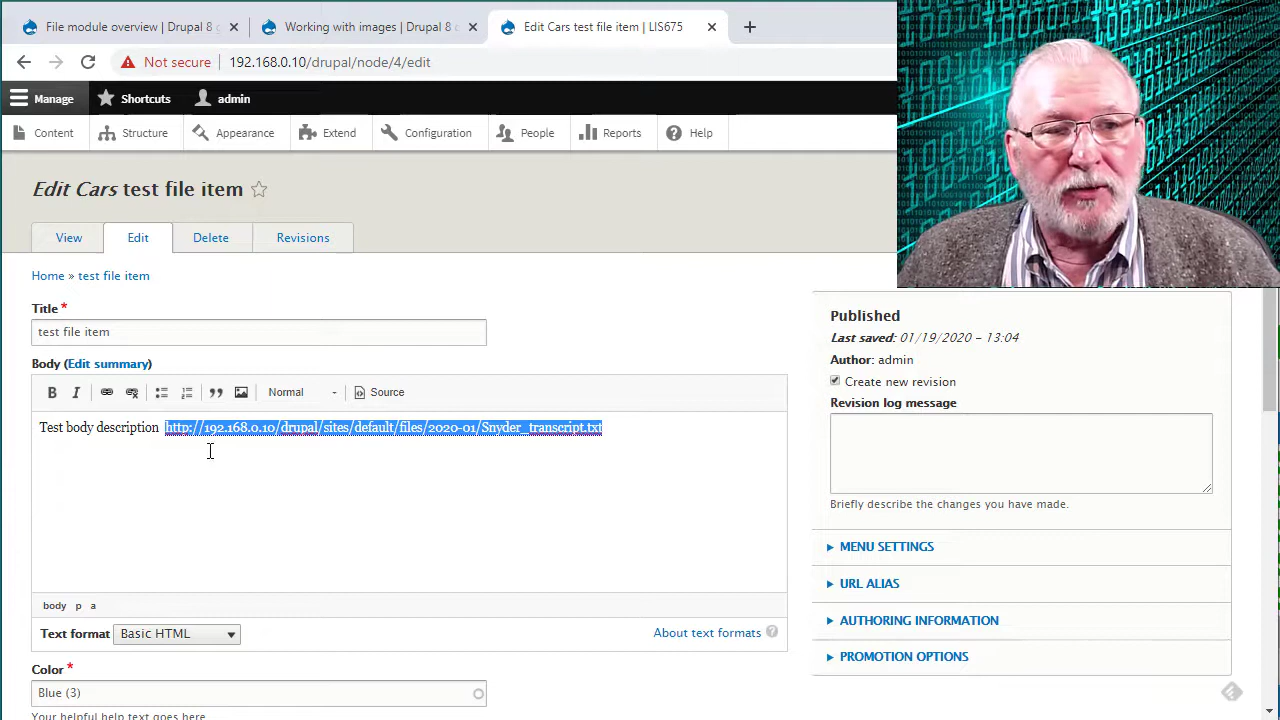 File module overview | Drupal 8 g
Working with images | Drupal 8 
Edit Cars test file item | LIS675
Not secure
192.168.0.10/drupal/node/4/edit
Manage Shortcuts admin
Content Structure Appearance Extend Configuration People Reports Help
Edit Cars test file item
View Edit Delete Revisions
Home » test file item
Title *
test file item
Body (Edit summary)
B I Normal Source
Test body description http://192.168.0.10/drupal/sites/default/files/2020-01/Snyder_transcript.txt
body p a
Text format Basic HTML
About text formats ?
Color *
Blue (3)
Your helpful help text goes here.
Published
Last saved: 01/19/2020 - 13:04
Author: admin
Create new revision
Revision log message
Briefly describe the changes you have made.
MENU SETTINGS
URL ALIAS
AUTHORING INFORMATION
PROMOTION OPTIONS